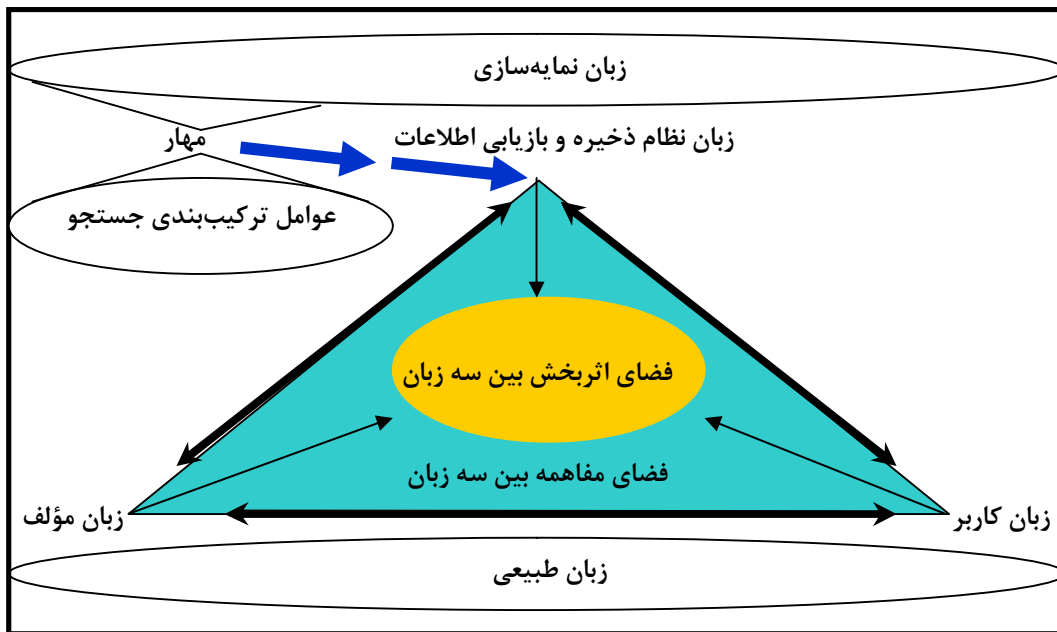 زبان نمایه‌سازی
مهار
زبان نظام ذخیره و بازیابی اطلاعات
عوامل ترکیب‌بندی جستجو
فضای اثربخش بین سه زبان
فضای مفاهمه بین سه زبان
زبان کاربر
زبان مؤلف
زبان طبیعی